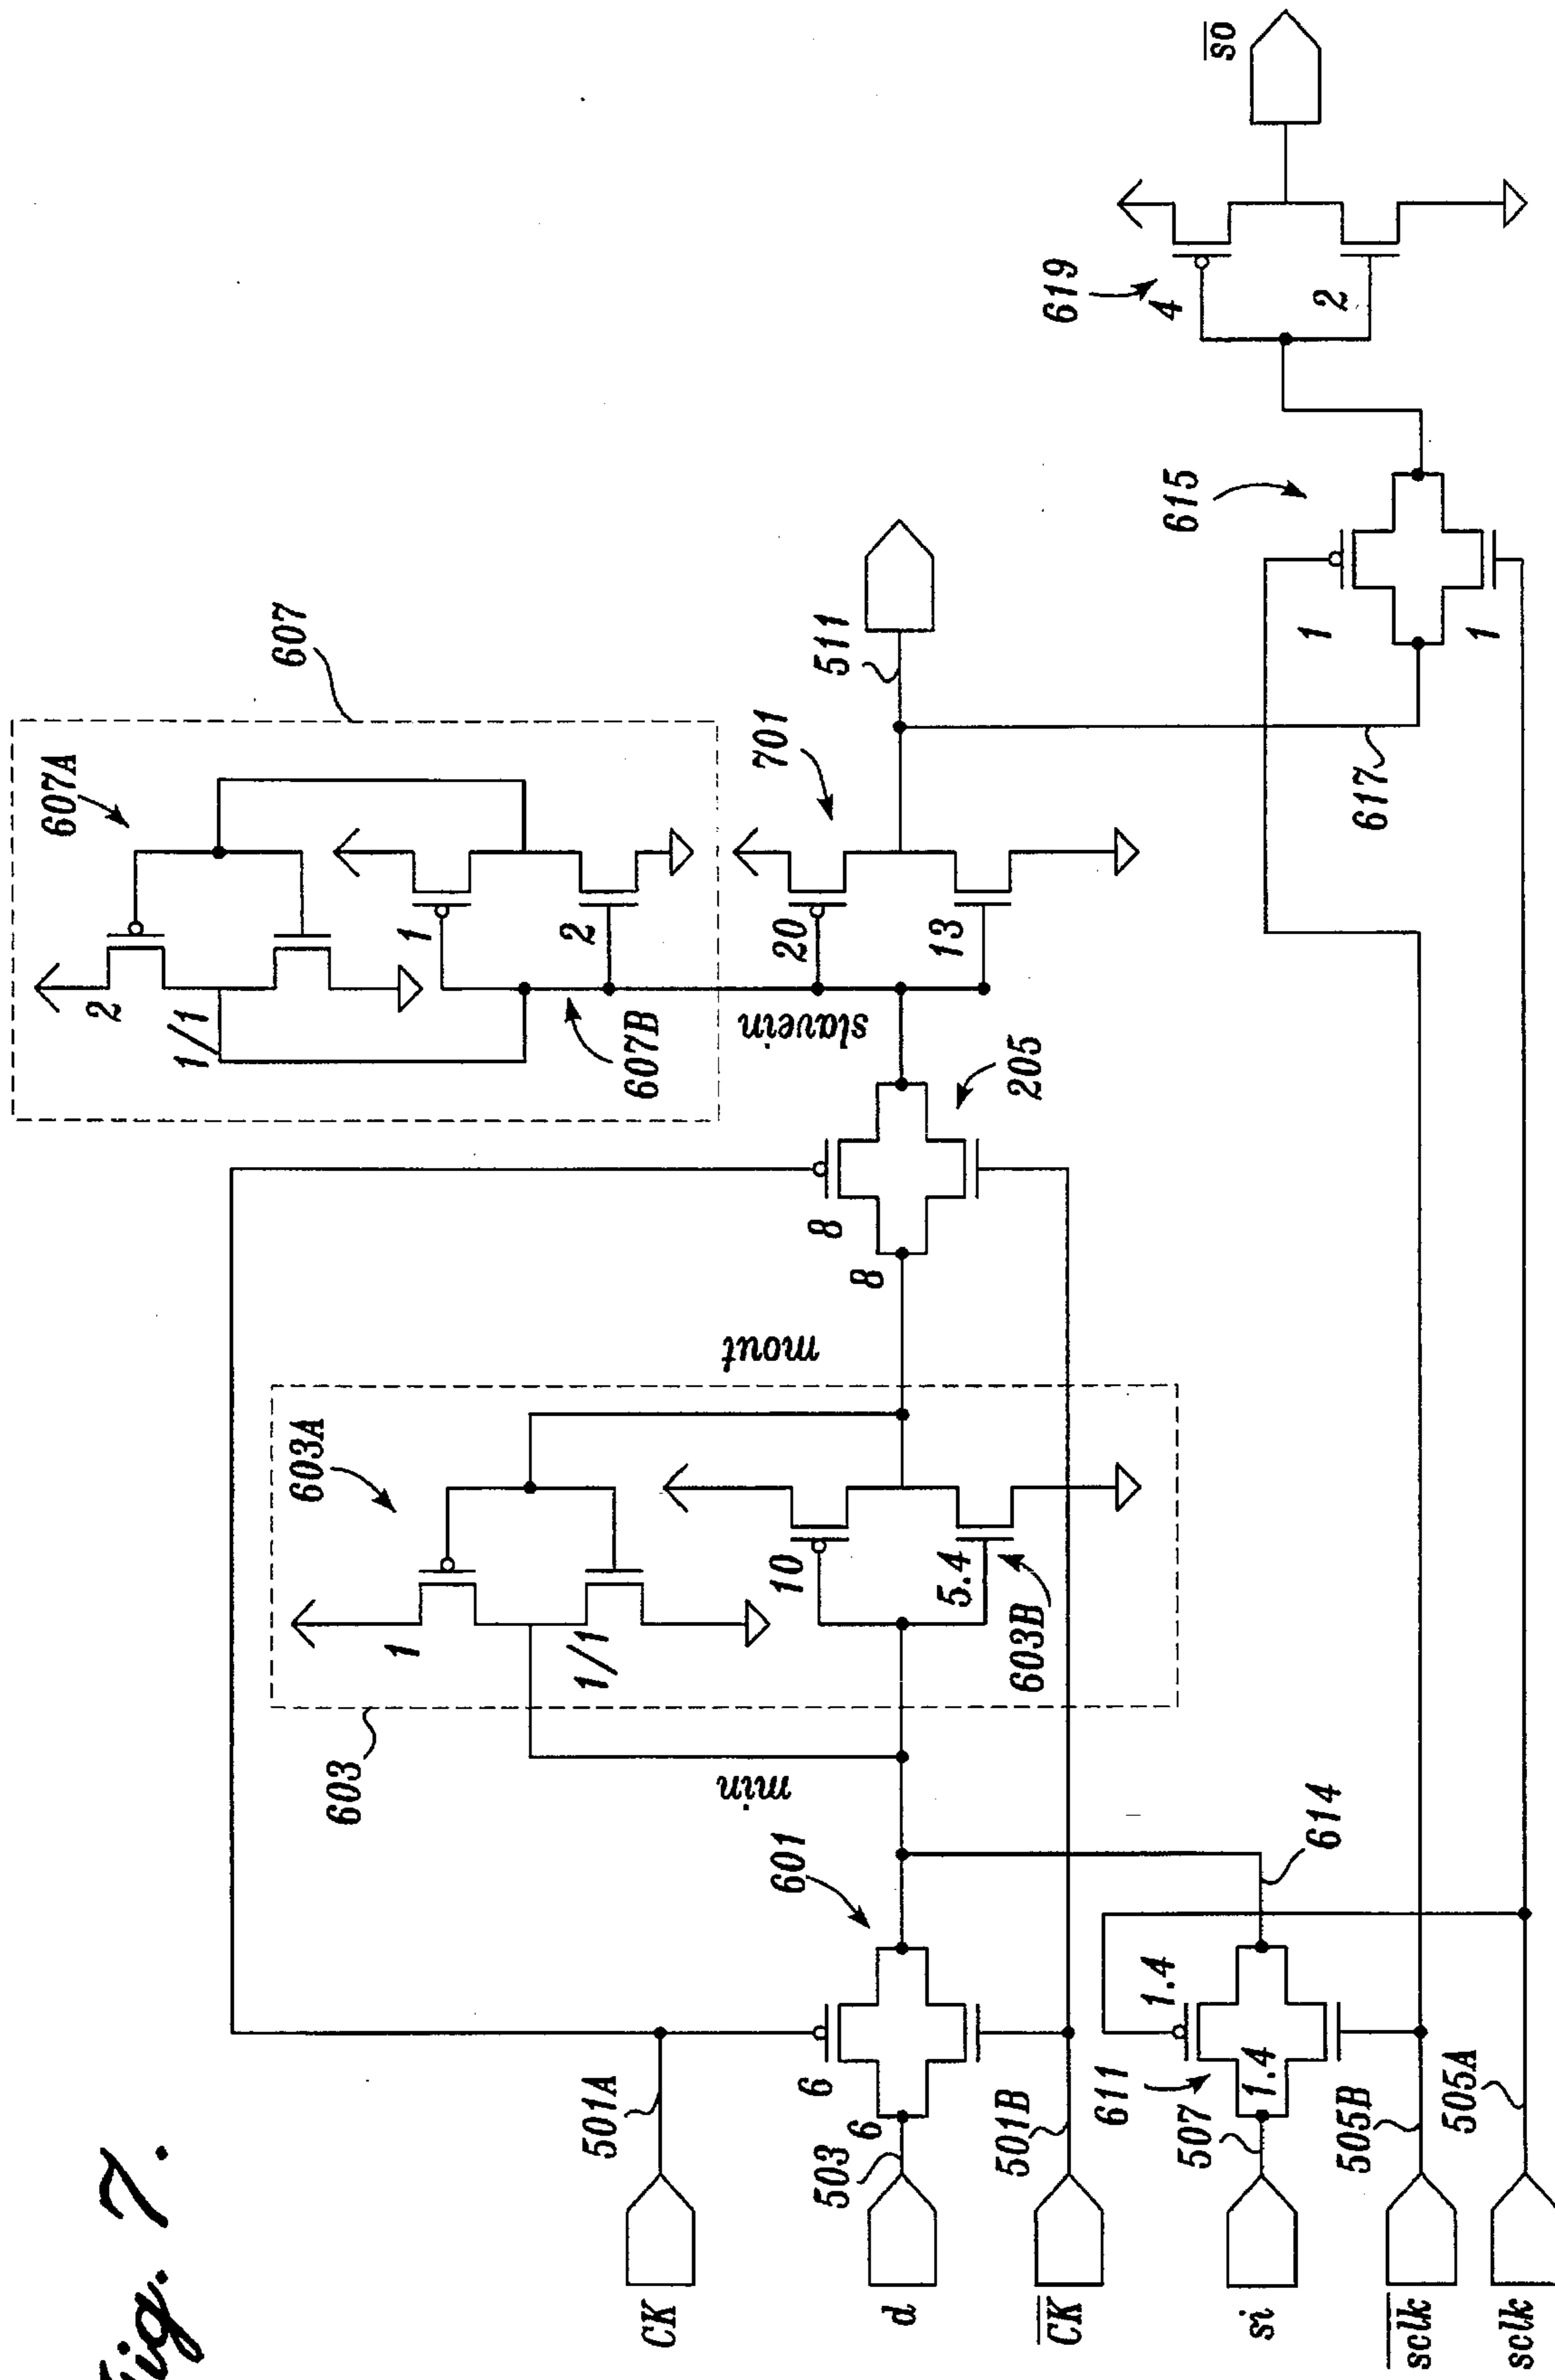 Fig. 7.
CK
501A
d
503
6
6
601
CK
501B
si
507
611
1.4
1.4
614
sclk
505B
sclk
505A
603
min
603A
1
1/1
10
5.4
603B
mout
8
8
205
slavein
607
607A
2
1/1
1
2
607B
701
20
13
511
617
615
1
1
619
4
2
so